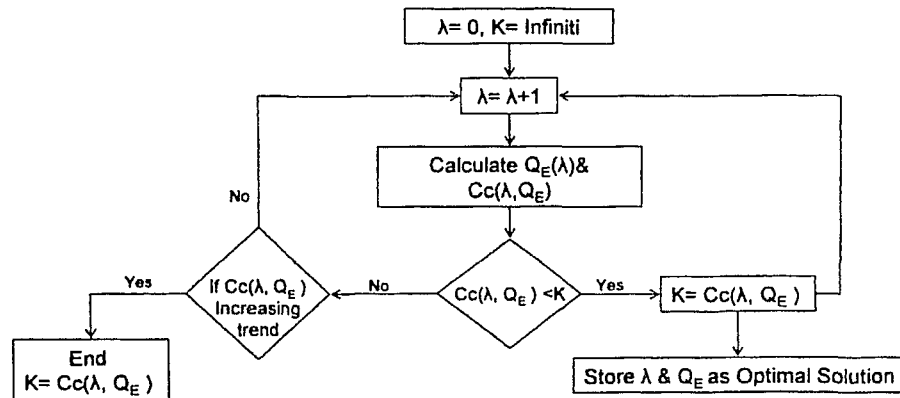 λ= 0, K= Infiniti
λ= λ+1
Calculate Q_E(λ)&
Cc(λ,Q_E)
No
Yes
If Cc(λ, Q_E )
Increasing
trend
No
Cc(λ, Q_E ) <K
Yes
K= Cc(λ, Q_E )
End
K= Cc(λ, Q_E )
Store λ & Q_E as Optimal Solution